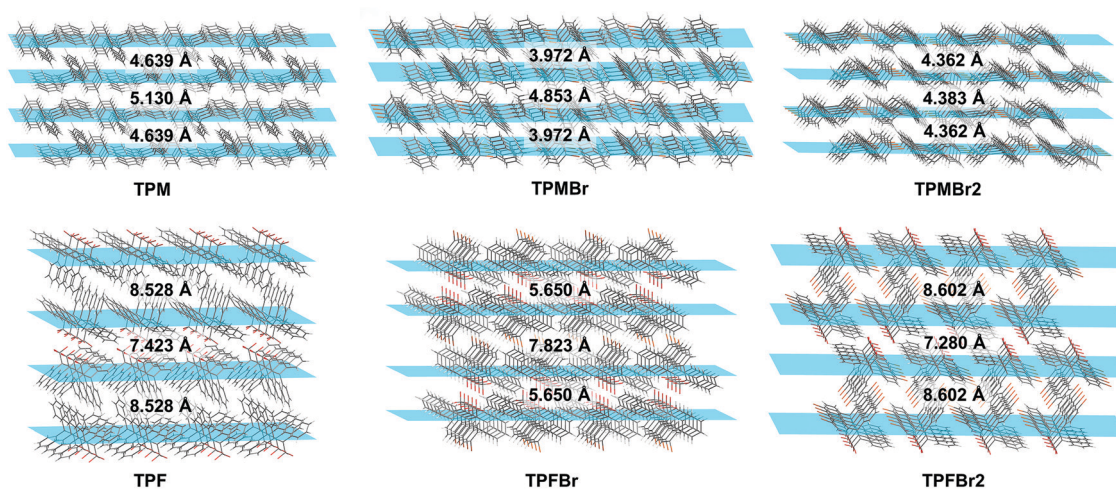 4.639 Å
5.130 Å
4.639 Å
TPM
3.972 Å
4.853 Å
3.972 Å
TPMBr
4.362 Å
4.383 Å
4.362 Å
TPMBr2
8.528 Å
7.423 Å
8.528 Å
TPF
5.650 Å
7.823 Å
5.650 Å
TPFBr
8.602 Å
7.280 Å
8.602 Å
TPFBr2